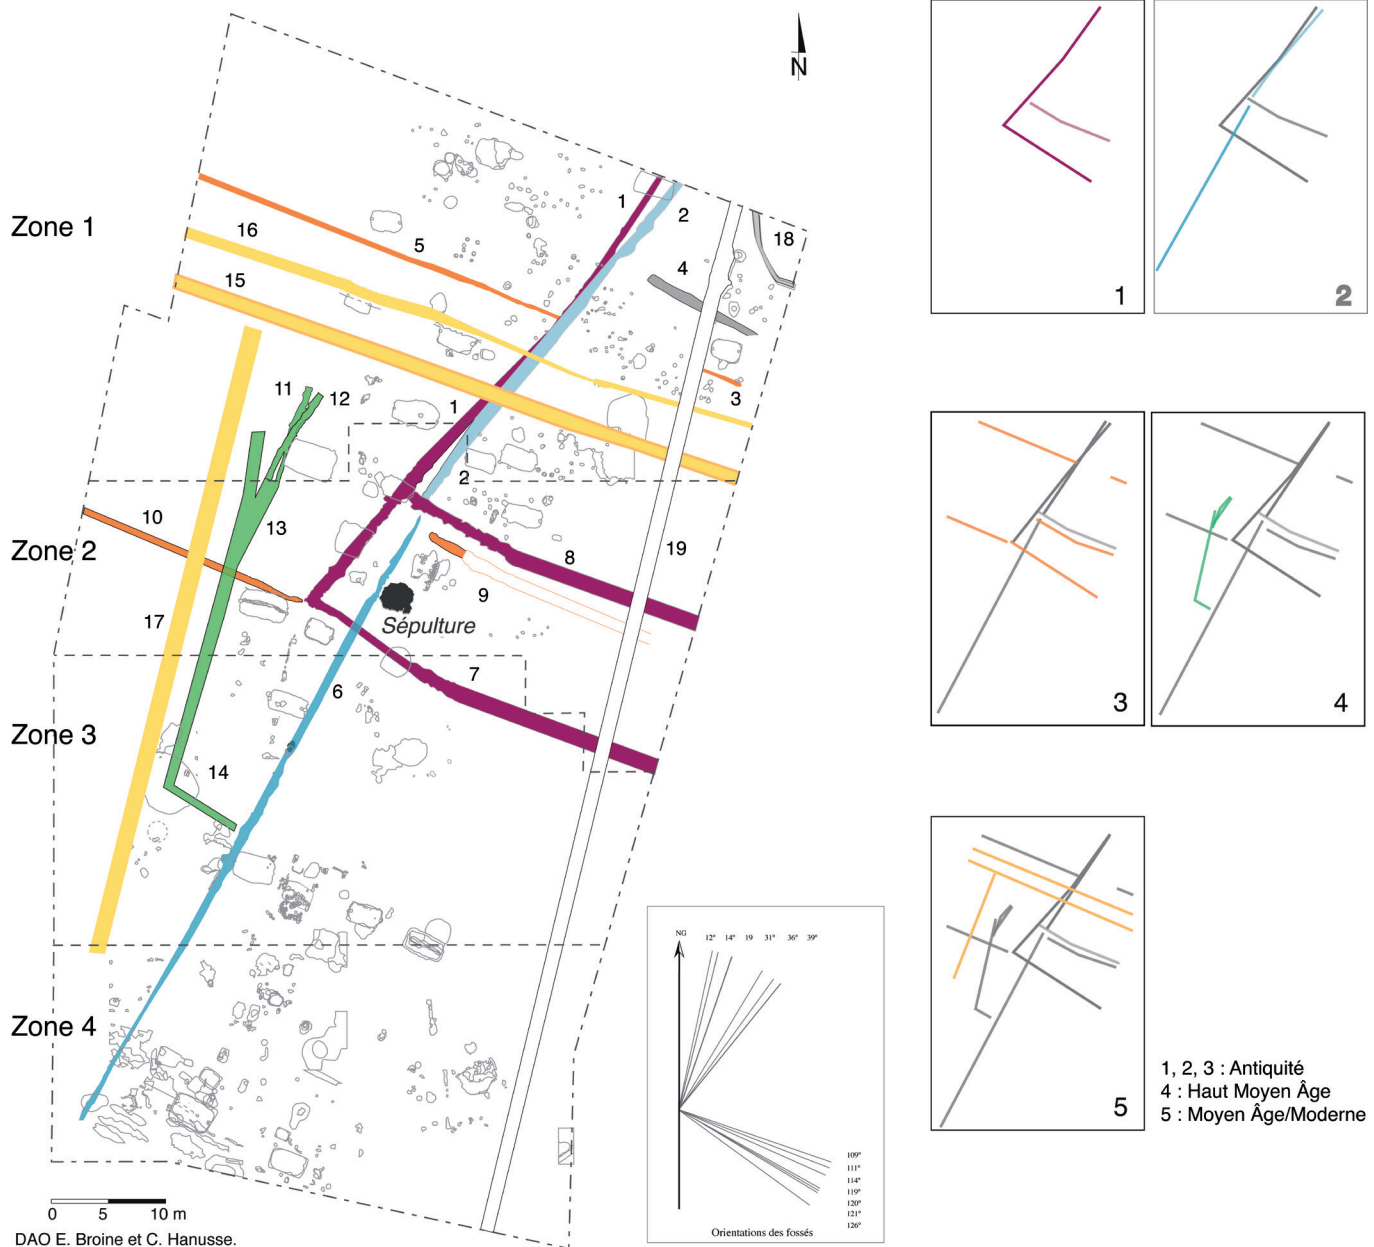 N
Zone 1
Zone 2
Zone 3
Zone 4
1
2
18
16
5
4
15
3
11
12
1
2
10
13
8
19
9
Sépulture
17
7
6
14
0 5 10 m
DAO E. Broine et C. Hanusse.
NG 12° 14° 19 31° 36° 39°
109°
111°
114°
119°
120°
121°
126°
Orientations des fossés
1
2
3
4
5
1, 2, 3 : Antiquité
4 : Haut Moyen Âge
5 : Moyen Âge/Moderne